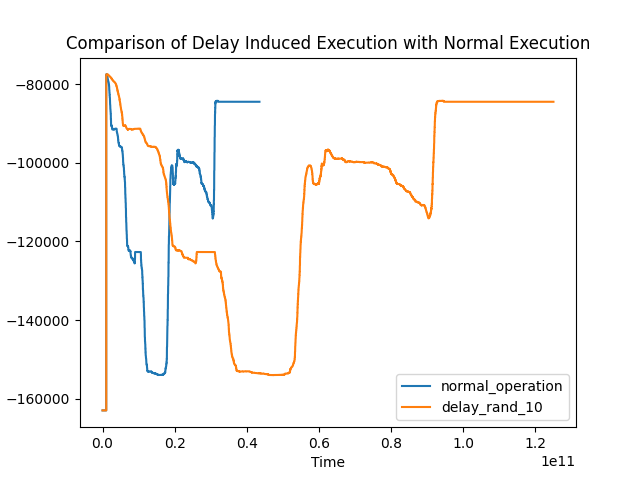 Comparison of Delay Induced Execution with Normal Execution
−80000
−100000
−120000
−140000
−160000
normal_operation
delay_rand_10
0.0 0.2 0.4 0.6 0.8 1.0 1.2
1e11
Time